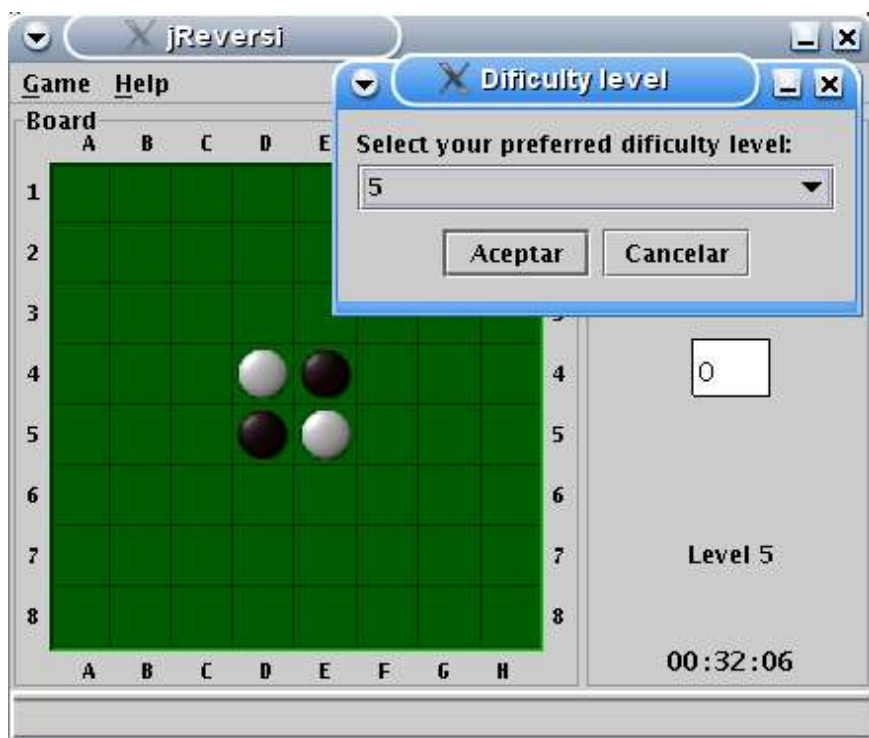 jReversi
Game Help
Dificulty level
Select your preferred dificulty level:
5
Aceptar Cancelar
Board
A B C D E
1
2
3
4 4
0
5 5
6 6
7 7
Level 5
8 8
A B C D E F G H
00:32:06